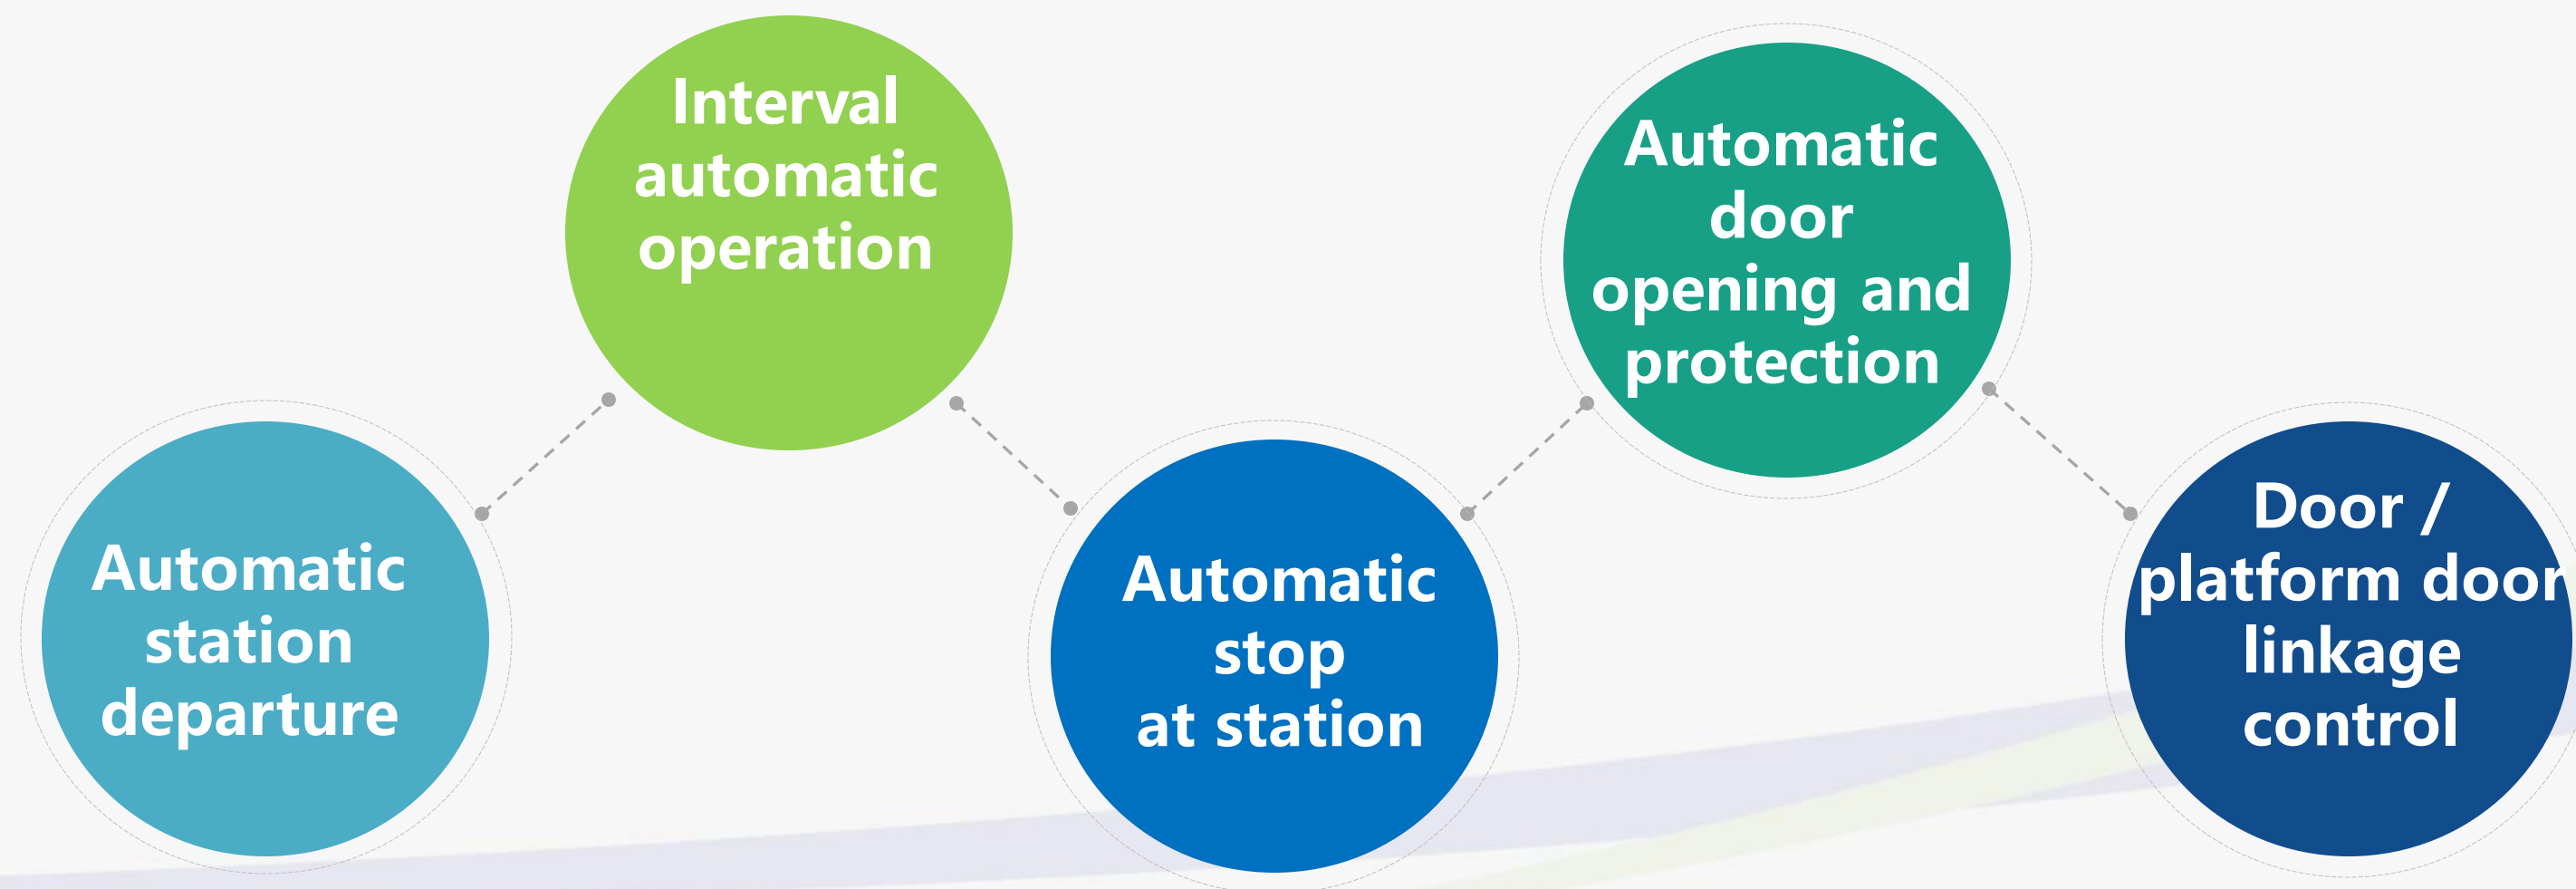 Automatic
station
departure
Interval
automatic
operation
Automatic
stop
at station
Automatic
door
opening and
protection
Door /
platform door
linkage
control